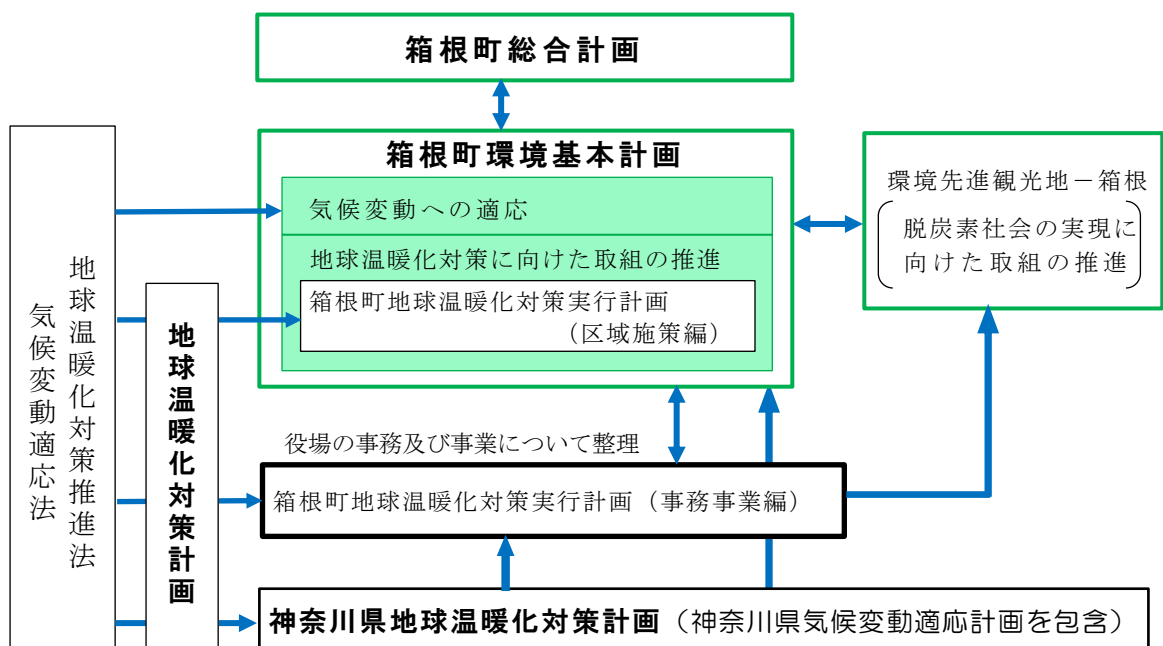 箱根町総合計画
箱根町環境基本計画
気候変動への適応
地球温暖化対策に向けた取組の推進
箱根町地球温暖化対策実行計画
（区域施策編）
環境先進観光地－箱根
脱炭素社会の実現に
向けた取組の推進
地球温暖化対策推進法
気候変動適応法
地球温暖化対策計画
役場の事務及び事業について整理
箱根町地球温暖化対策実行計画（事務事業編）
神奈川県地球温暖化対策計画（神奈川県気候変動適応計画を包含）